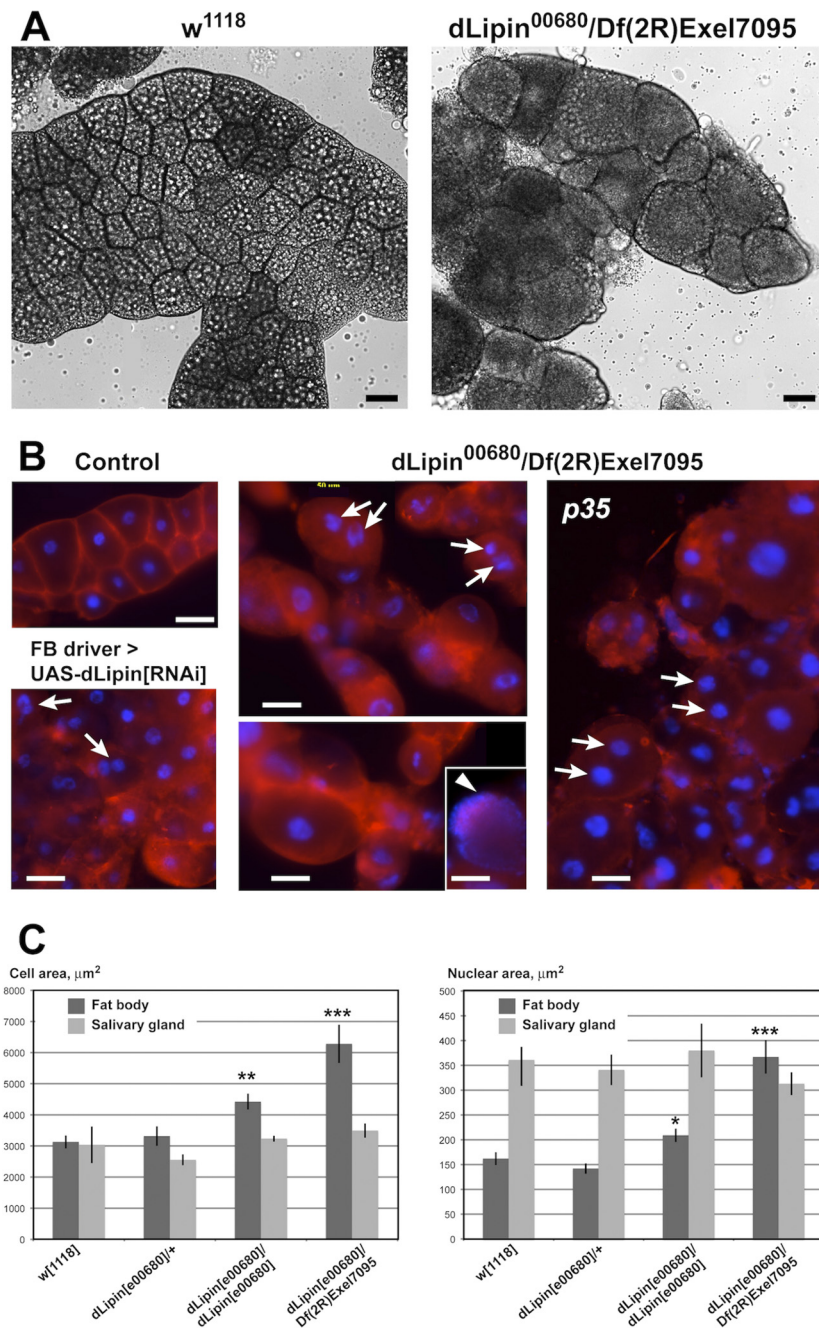 A
w1118
dLipin00680/Df(2R)Exel7095
B
Control
dLipin00680/Df(2R)Exel7095
50 µm
p35
FB driver >
UAS-dLipin[RNAi]
C
Cell area, µm2
8000
7000
6000
5000
4000
3000
2000
1000
0
Fat body
Salivary gland
**
***
w[1118]
dLipin[e00680]/+
dLipin[e00680]/
dLipin[e00680]
dLipin[e00680]/
Df(2R)Exel7095
Nuclear area, µm2
500
450
400
350
300
250
200
150
100
50
0
Fat body
Salivary gland
*
***
w[1118]
dLipin[e00680]/+
dLipin[e00680]/
dLipin[e00680]
dLipin[e00680]/
Df(2R)Exel7095